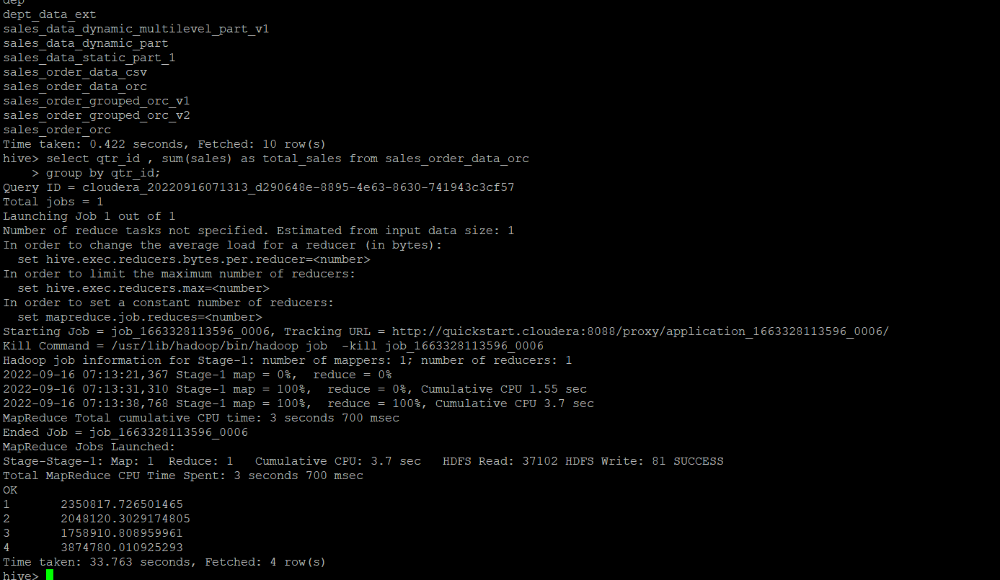 dep
dept_data_ext
sales_data_dynamic_multilevel_part_v1
sales_data_dynamic_part
sales_data_static_part_1
sales_order_data_csv
sales_order_data_orc
sales_order_grouped_orc_v1
sales_order_grouped_orc_v2
sales_order_orc
Time taken: 0.422 seconds, Fetched: 10 row(s)
hive> select qtr_id , sum(sales) as total_sales from sales_order_data_orc
    > group by qtr_id;
Query ID = cloudera_20220916071313_d290648e-8895-4e63-8630-741943c3cf57
Total jobs = 1
Launching Job 1 out of 1
Number of reduce tasks not specified. Estimated from input data size: 1
In order to change the average load for a reducer (in bytes):
  set hive.exec.reducers.bytes.per.reducer=<number>
In order to limit the maximum number of reducers:
  set hive.exec.reducers.max=<number>
In order to set a constant number of reducers:
  set mapreduce.job.reduces=<number>
Starting Job = job_1663328113596_0006, Tracking URL = http://quickstart.cloudera:8088/proxy/application_1663328113596_0006/
Kill Command = /usr/lib/hadoop/bin/hadoop job  -kill job_1663328113596_0006
Hadoop job information for Stage-1: number of mappers: 1; number of reducers: 1
2022-09-16 07:13:21,367 Stage-1 map = 0%,  reduce = 0%
2022-09-16 07:13:31,310 Stage-1 map = 100%,  reduce = 0%, Cumulative CPU 1.55 sec
2022-09-16 07:13:38,768 Stage-1 map = 100%,  reduce = 100%, Cumulative CPU 3.7 sec
MapReduce Total cumulative CPU time: 3 seconds 700 msec
Ended Job = job_1663328113596_0006
MapReduce Jobs Launched:
Stage-Stage-1: Map: 1  Reduce: 1   Cumulative CPU: 3.7 sec   HDFS Read: 37102 HDFS Write: 81 SUCCESS
Total MapReduce CPU Time Spent: 3 seconds 700 msec
OK
1       2350817.726501465
2       2048120.3029174805
3       1758910.808959961
4       3874780.010925293
Time taken: 33.763 seconds, Fetched: 4 row(s)
hive>